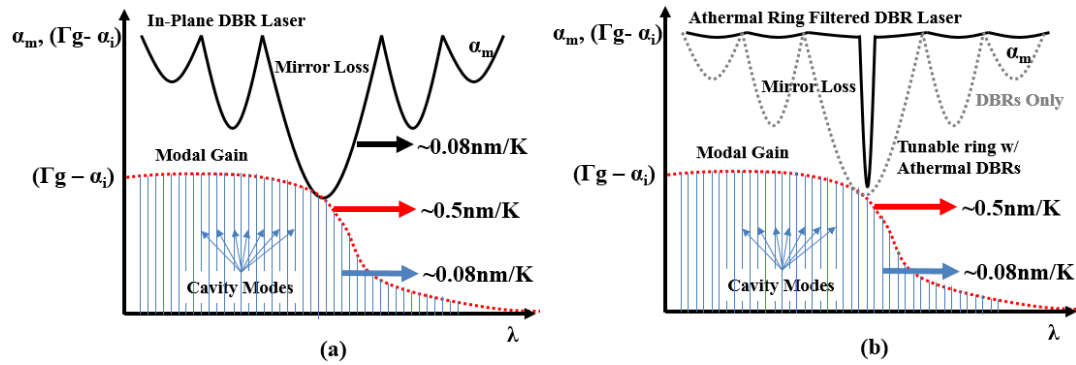 In-Plane DBR Laser
αm, (Γg- αi)
αm
Mirror Loss
~0.08nm/K
Modal Gain
(Γg – αi)
~0.5nm/K
~0.08nm/K
Cavity Modes
λ
(a)
Athermal Ring Filtered DBR Laser
αm, (Γg- αi)
αm
Mirror Loss
DBRs Only
Tunable ring w/
Athermal DBRs
Modal Gain
(Γg – αi)
~0.5nm/K
~0.08nm/K
Cavity Modes
λ
(b)